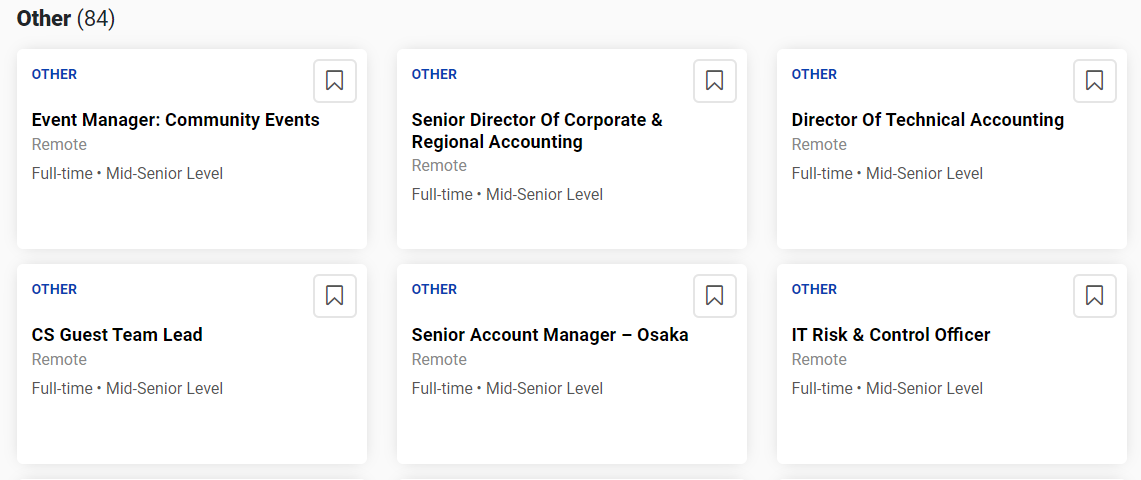 Other (84)
OTHER
Event Manager: Community Events
Remote
Full-time • Mid-Senior Level
OTHER
Senior Director Of Corporate &
Regional Accounting
Remote
Full-time • Mid-Senior Level
OTHER
Director Of Technical Accounting
Remote
Full-time • Mid-Senior Level
OTHER
CS Guest Team Lead
Remote
Full-time • Mid-Senior Level
OTHER
Senior Account Manager – Osaka
Remote
Full-time • Mid-Senior Level
OTHER
IT Risk & Control Officer
Remote
Full-time • Mid-Senior Level